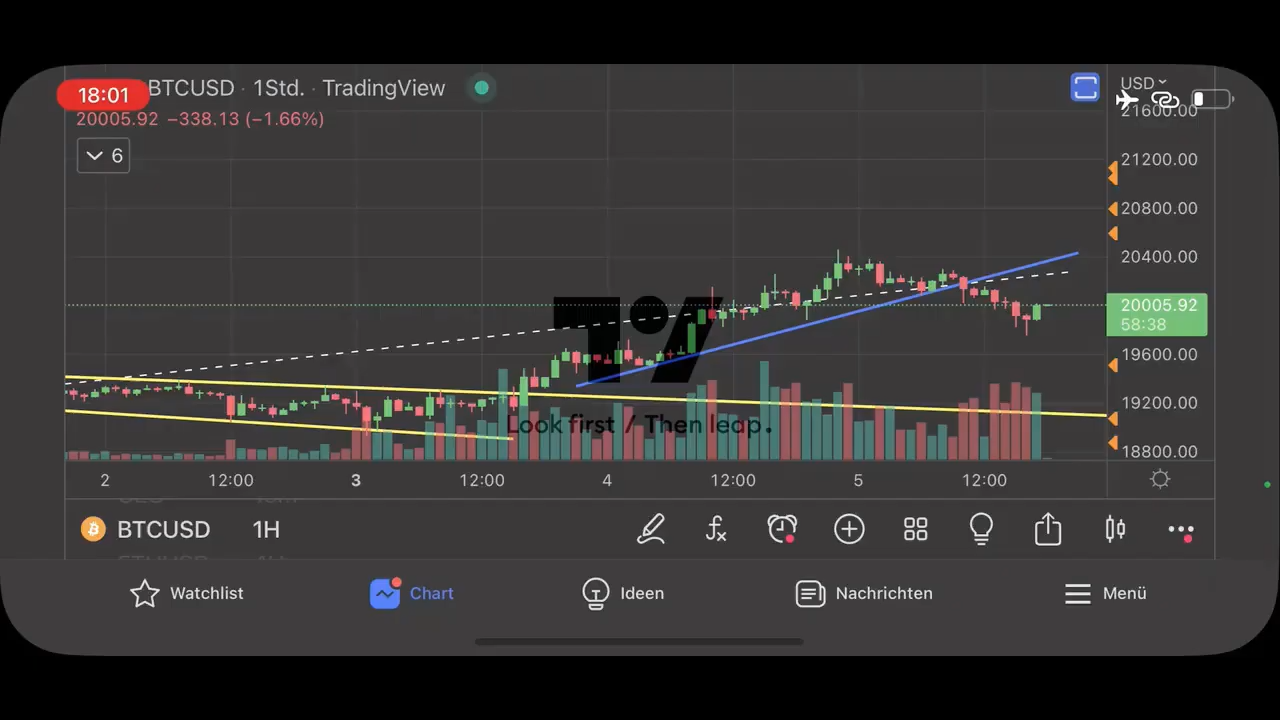 18:01 BTCUSD · 1Std. · TradingView
USD
20005.92 −338.13 (−1.66%)
6
21600.00
21200.00
20800.00
20400.00
20005.92
58:38
19600.00
19200.00
18800.00
Look first / Then leap.
2 12:00 3 12:00 4 12:00 5 12:00
BTCUSD 1H
Watchlist Chart Ideen Nachrichten Menü